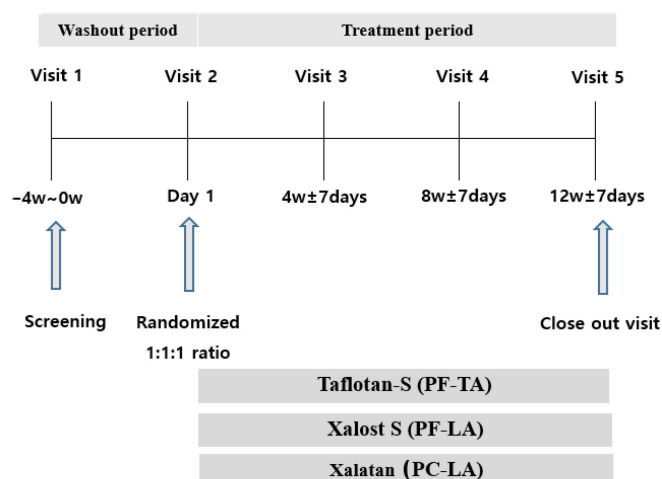 Washout period Treatment period
Visit 1 Visit 2 Visit 3 Visit 4 Visit 5
−4w~0w Day 1 4w±7days 8w±7days 12w±7days
Screening Randomized Close out visit
1:1:1 ratio
Taflotan-S (PF-TA)
Xalost S (PF-LA)
Xalatan (PC-LA)